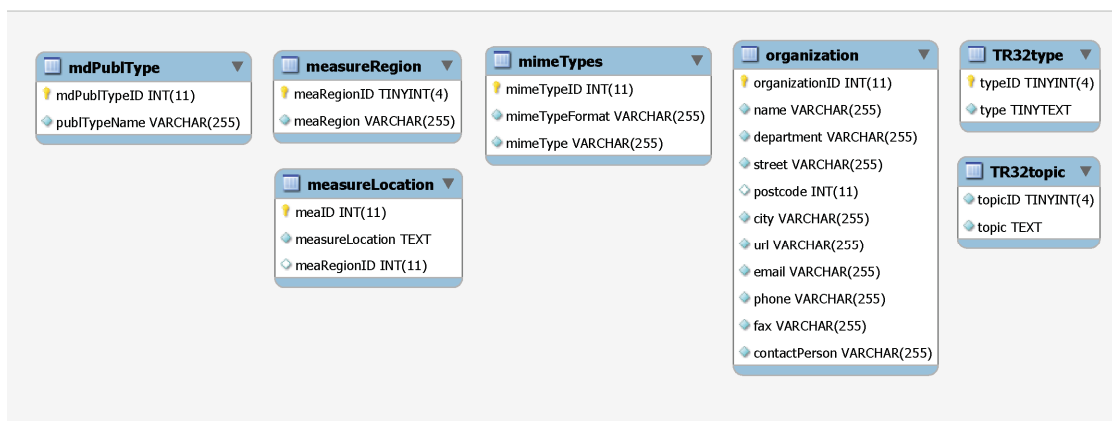 mdPublType
mdPublTypeID INT(11)
publTypeName VARCHAR(255)
measureRegion
meaRegionID TINYINT(4)
meaRegion VARCHAR(255)
measureLocation
meaID INT(11)
measureLocation TEXT
meaRegionID INT(11)
mimeTypes
mimeTypeID INT(11)
mimeTypeFormat VARCHAR(255)
mimeType VARCHAR(255)
organization
organizationID INT(11)
name VARCHAR(255)
department VARCHAR(255)
street VARCHAR(255)
postcode INT(11)
city VARCHAR(255)
url VARCHAR(255)
email VARCHAR(255)
phone VARCHAR(255)
fax VARCHAR(255)
contactPerson VARCHAR(255)
TR32type
typeID TINYINT(4)
type TINYTEXT
TR32topic
topicID TINYINT(4)
topic TEXT